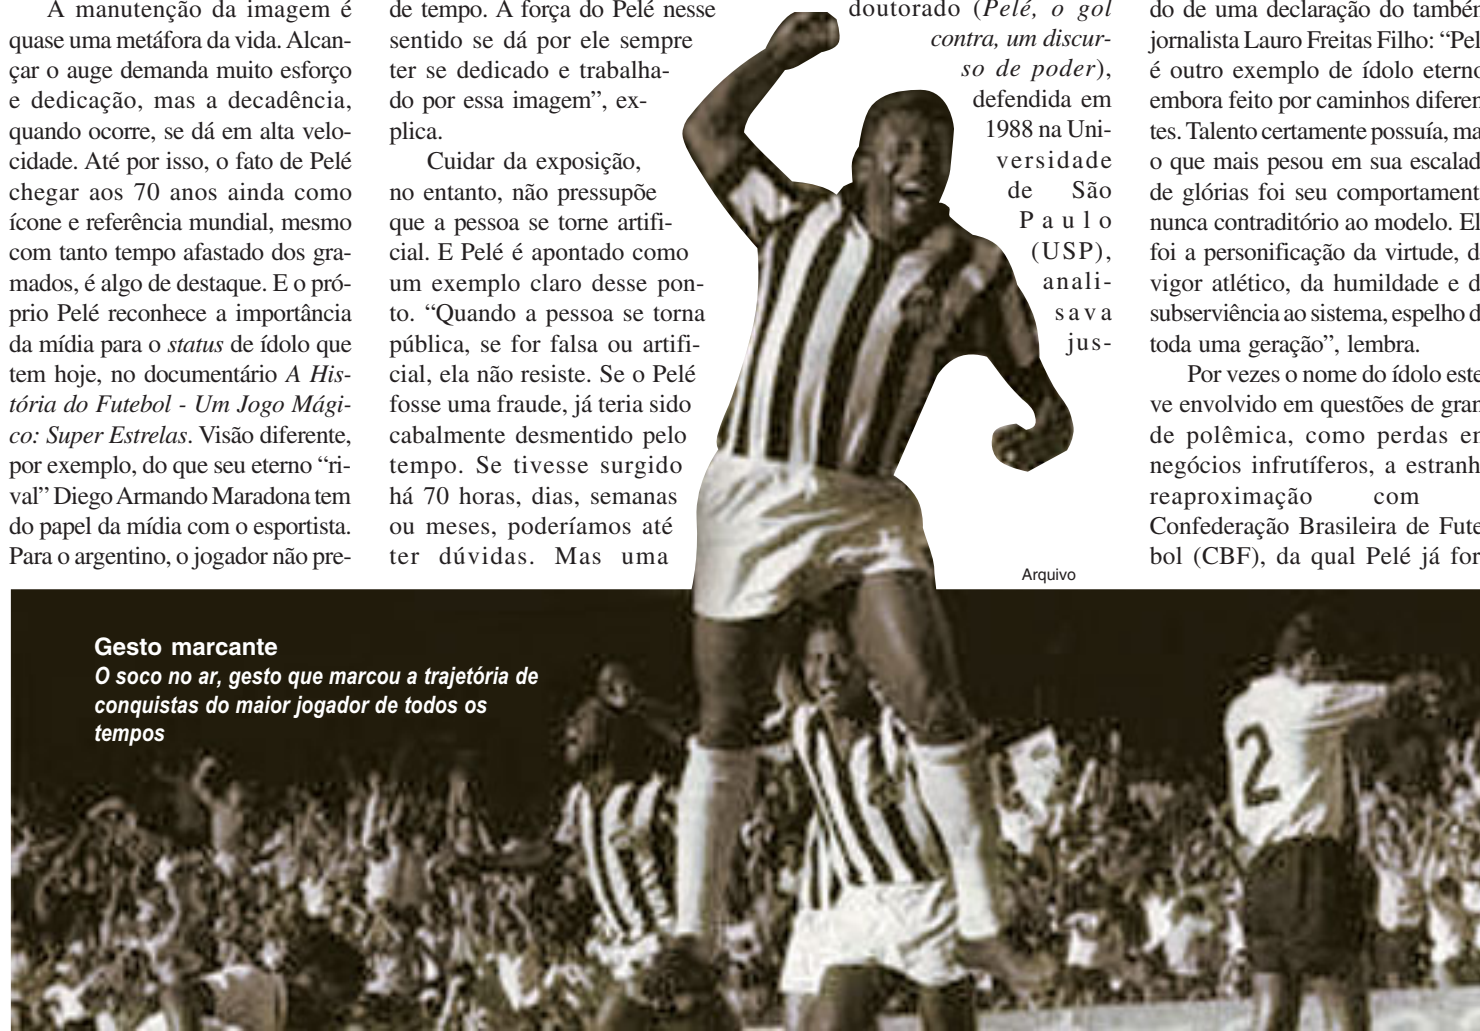 A manutenção da imagem é
quase uma metáfora da vida. Alcan-
çar o auge demanda muito esforço
e dedicação, mas a decadência,
quando ocorre, se dá em alta velo-
cidade. Até por isso, o fato de Pelé
chegar aos 70 anos ainda como
ícone e referência mundial, mesmo
com tanto tempo afastado dos gra-
mados, é algo de destaque. E o pró-
prio Pelé reconhece a importância
da mídia para o status de ídolo que
tem hoje, no documentário A His-
tória do Futebol - Um Jogo Mági-
co: Super Estrelas. Visão diferente,
por exemplo, do que seu eterno “ri-
val” Diego Armando Maradona tem
do papel da mídia com o esportista.
Para o argentino, o jogador não pre-
de tempo. A força do Pelé nesse
sentido se dá por ele sempre
ter se dedicado e trabalha-
do por essa imagem”, ex-
plica.
Cuidar da exposição,
no entanto, não pressupõe
que a pessoa se torne artifi-
cial. E Pelé é apontado como
um exemplo claro desse pon-
to. “Quando a pessoa se torna
pública, se for falsa ou artifi-
cial, ela não resiste. Se o Pelé
fosse uma fraude, já teria sido
cabalmente desmentido pelo
tempo. Se tivesse surgido
há 70 horas, dias, semanas
ou meses, poderíamos até
ter dúvidas. Mas uma
doutorado (Pelé, o gol
contra, um discur-
so de poder),
defendida em
1988 na Uni-
versidade
de São
Paulo
(USP),
anali-
sava
jus-
do de uma declaração do també
jornalista Lauro Freitas Filho: “Pel
é outro exemplo de ídolo eterno
embora feito por caminhos diferen
tes. Talento certamente possuía, ma
o que mais pesou em sua escalad
de glórias foi seu comportament
nunca contraditório ao modelo. El
foi a personificação da virtude, d
vigor atlético, da humildade e d
subserviência ao sistema, espelho d
toda uma geração”, lembra.
Por vezes o nome do ídolo este
ve envolvido em questões de gran
de polêmica, como perdas e
negócios infrutíferos, a estranh
reaproximação com
Confederação Brasileira de Fute
bol (CBF), da qual Pelé já for
Arquivo
Gesto marcante
O soco no ar, gesto que marcou a trajetória de
conquistas do maior jogador de todos os
tempos
2